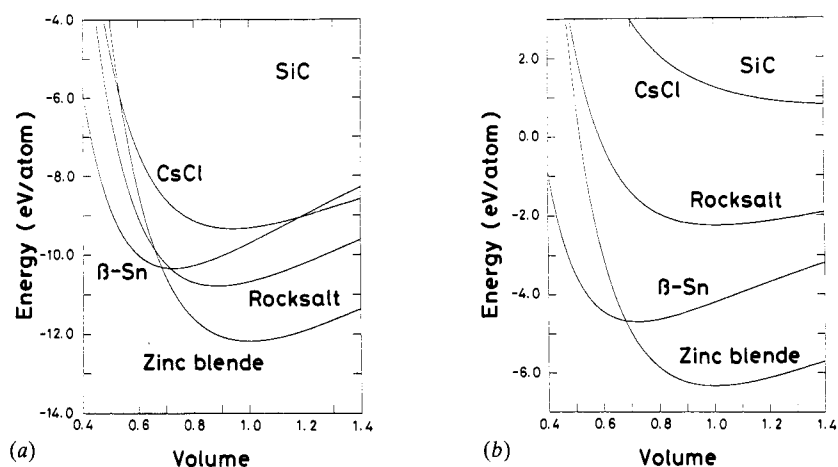 -4.0
-6.0
-8.0
-10.0
-12.0
-14.0
Energy (eV/atom)
SiC
CsCl
ß-Sn
Rocksalt
Zinc blende
0.4 0.6 0.8 1.0 1.2 1.4
Volume
(a)
2.0
0.0
-2.0
-4.0
-6.0
Energy (eV/atom)
SiC
CsCl
Rocksalt
ß-Sn
Zinc blende
0.4 0.6 0.8 1.0 1.2 1.4
Volume
(b)